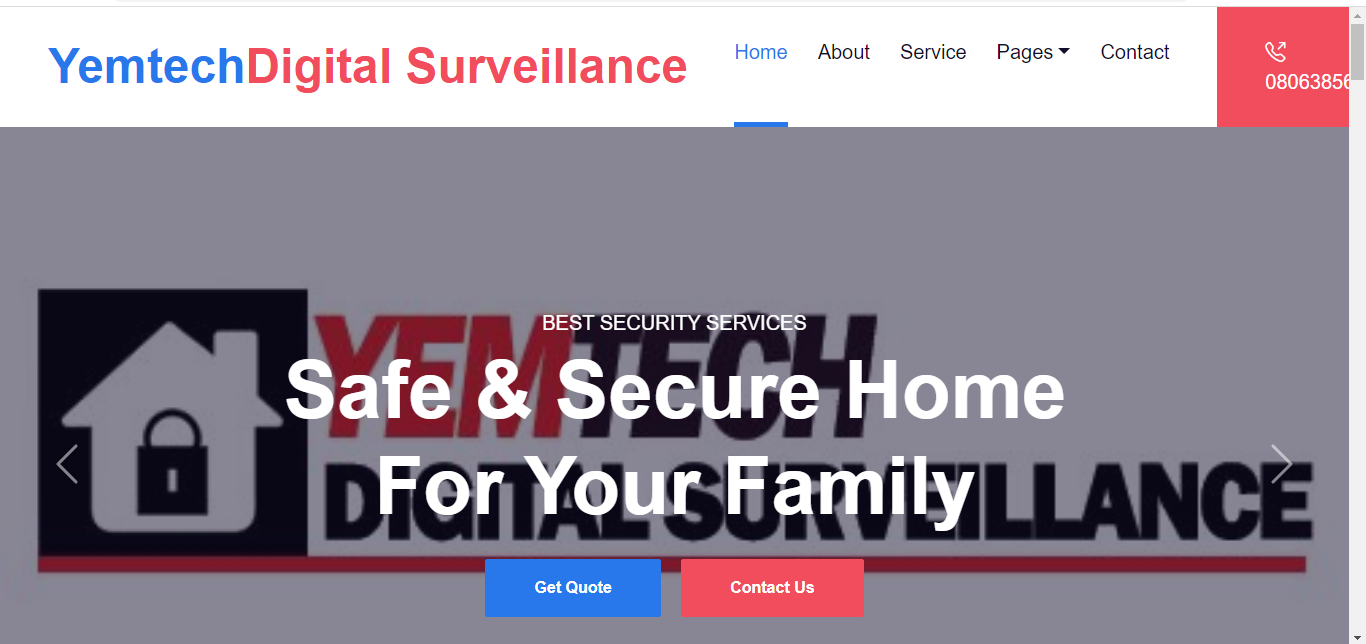 YemtechDigital Surveillance
Home
About
Service
Pages
Contact
08063856
BEST SECURITY SERVICES
YEMTECH
Safe & Secure Home
For Your Family
DIGITAL SURVEILLANCE
Get Quote
Contact Us